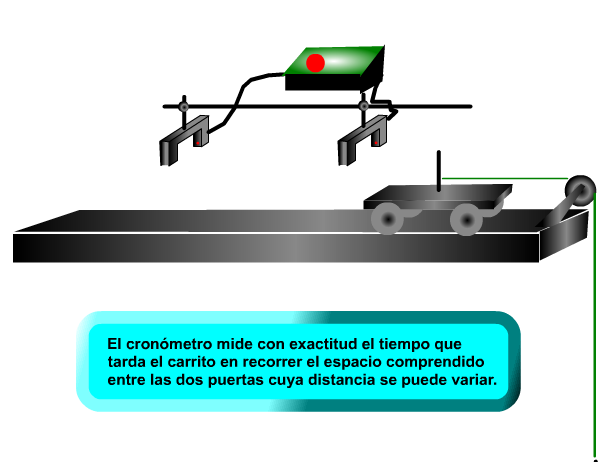 El cronómetro mide con exactitud el tiempo que
tarda el carrito en recorrer el espacio comprendido
entre las dos puertas cuya distancia se puede variar.